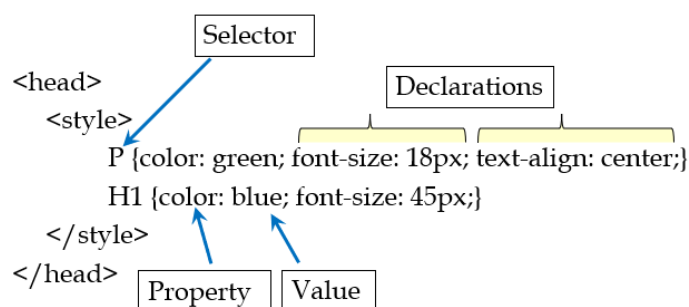 Selector
<head>
Declarations
<style>
P {color: green; font-size: 18px; text-align: center;}
H1 {color: blue; font-size: 45px;}
</style>
</head>
Property
Value